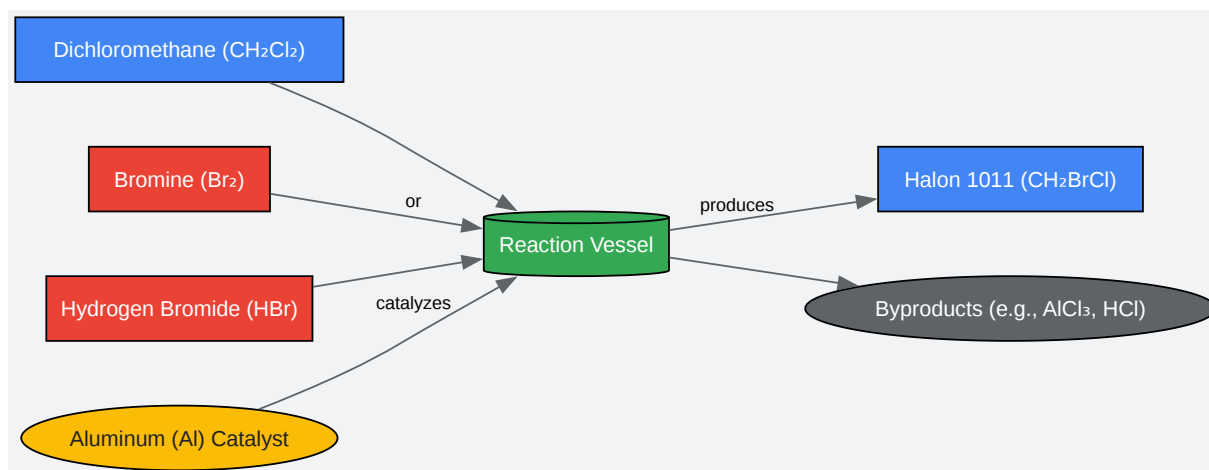 Dichloromethane (CH₂Cl₂)
Bromine (Br₂)
or
Hydrogen Bromide (HBr)
catalyzes
Aluminum (Al) Catalyst
Reaction Vessel
produces
Halon 1011 (CH₂BrCl)
Byproducts (e.g., AlCl₃, HCl)